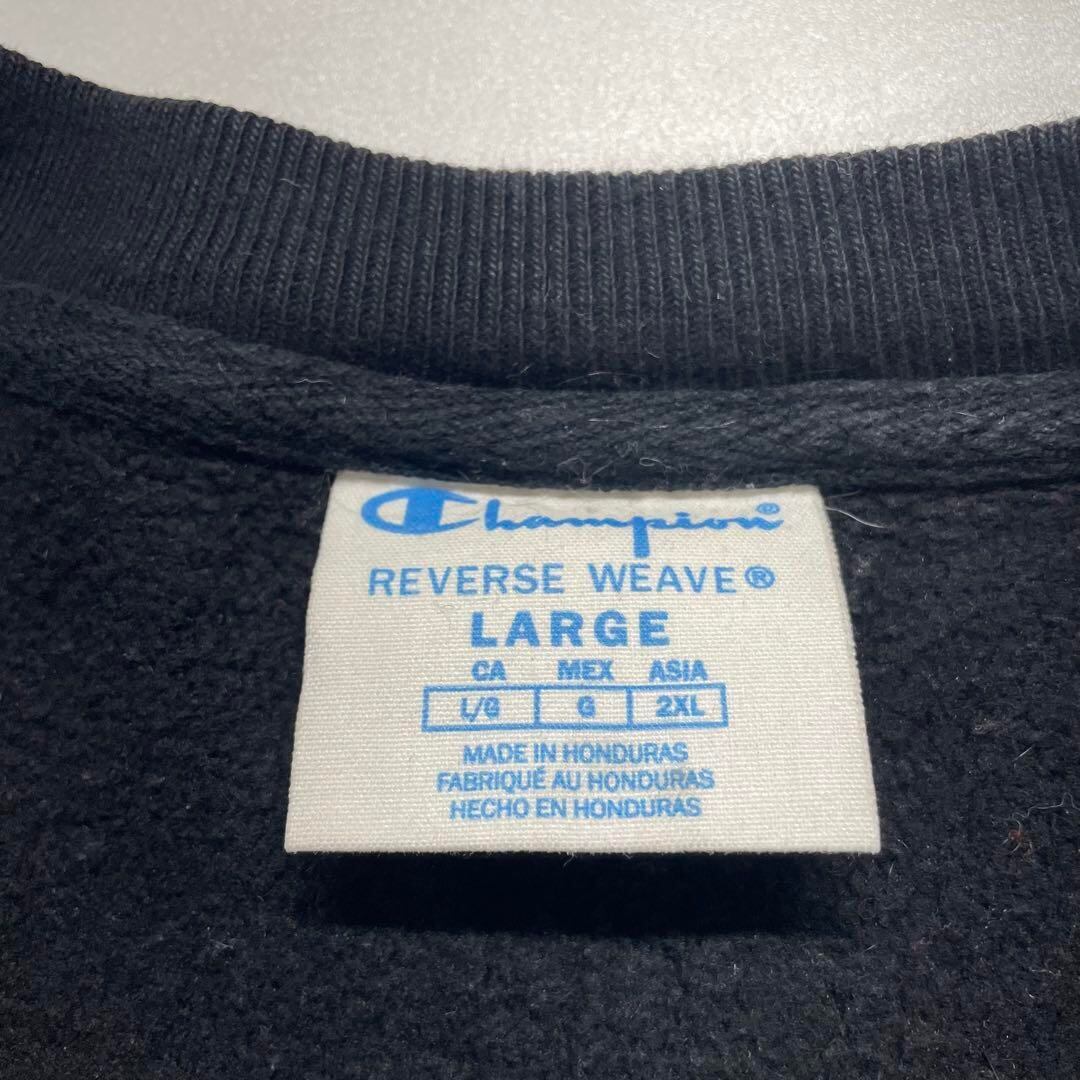 Champion®
REVERSE WEAVE®
LARGE
CA MEX ASIA
L/G G 2XL
MADE IN HONDURAS
FABRIQUÉ AU HONDURAS
HECHO EN HONDURAS